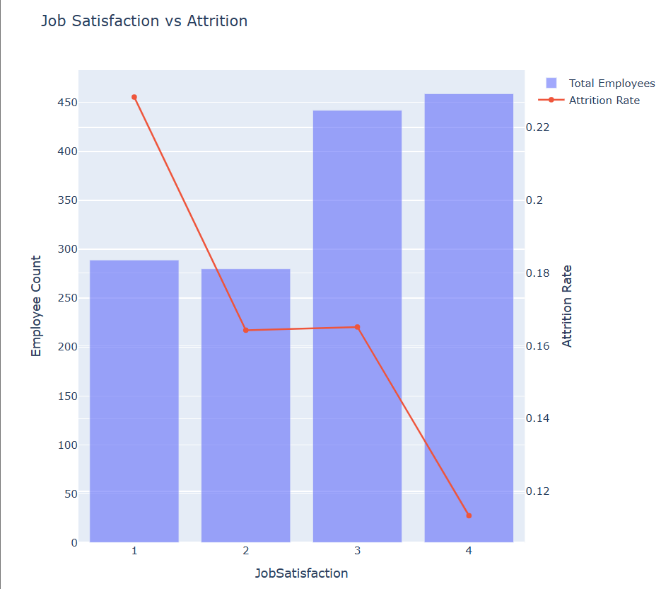 Job Satisfaction vs Attrition
Total Employees
Attrition Rate
450
400
350
300
250
200
150
100
50
0
Employee Count
0.22
0.2
0.18
0.16
0.14
0.12
Attrition Rate
1 2 3 4
JobSatisfaction